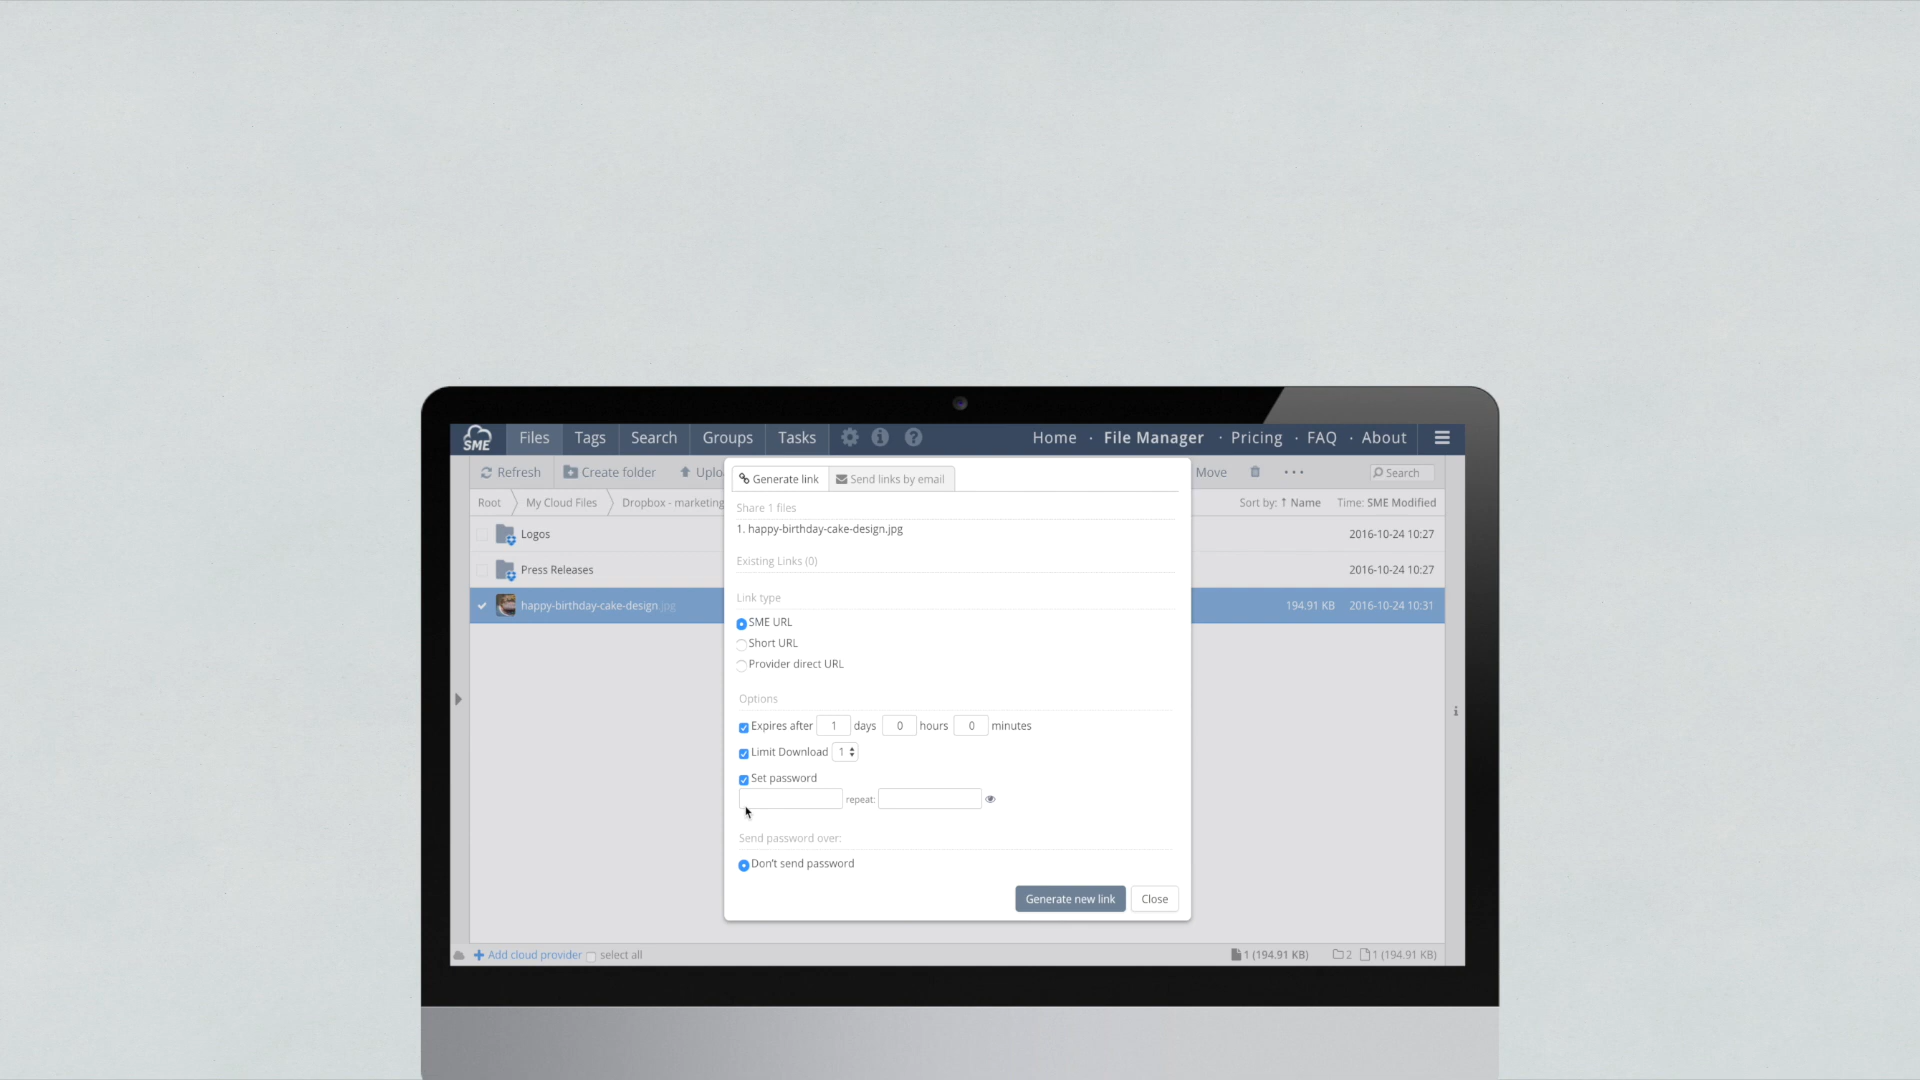 SME Files Tags Search Groups Tasks Home · File Manager · Pricing · FAQ · About
Refresh Create folder Uplo Move ... Search
Root My Cloud Files Dropbox - marketing Sort by: ↑ Name Time: SME Modified
Logos 2016-10-24 10:27
Press Releases 2016-10-24 10:27
happy-birthday-cake-design.jpg 194.91 KB 2016-10-24 10:31
Generate link Send links by email
Share 1 files
1. happy-birthday-cake-design.jpg
Existing Links (0)
Link type
SME URL
Short URL
Provider direct URL
Options
Expires after 1 days 0 hours 0 minutes
Limit Download 1
Set password
repeat:
Send password over:
Don't send password
Generate new link Close
Add cloud provider select all 1 (194.91 KB) 2 1 (194.91 KB)